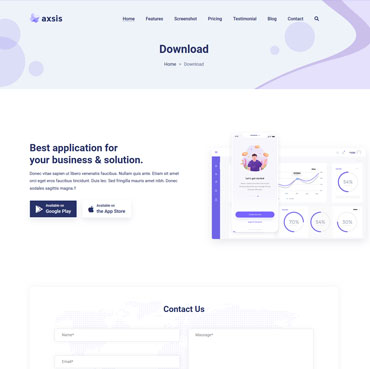 axsis
Home Features Screenshot Pricing Testimonial Blog Contact
Download
Home Download
Best application for
your business & solution.
Donec vitae sapien ut libero venenatis faucibus. Nullam quis ante. Etiam sit amet
orci eget eros faucibus tincidunt. Duis leo. Sed fringilla mauris amet nibh. Donec
sodales sagittis magna.?
Available on
Google Play
Available on
the App Store
Let's get started
54%
70%
54%
50%
Contact Us
Name*
Message*
Email*